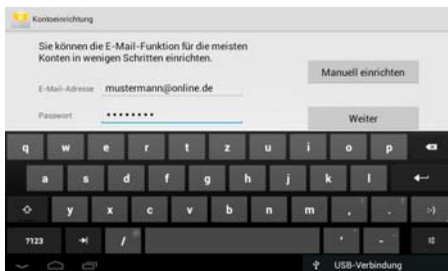 Kontoeinrichtung
Sie können die E-Mail-Funktion für die meisten
Konten in wenigen Schritten einrichten.
Manuell einrichten
E-Mail-Adresse mustermann@online.de
Passwort ••••••••
Weiter
q w e r t z u i o p
a s d f g h j k l
y x c v b n m , . :-)
?123 / ' -
USB-Verbindung